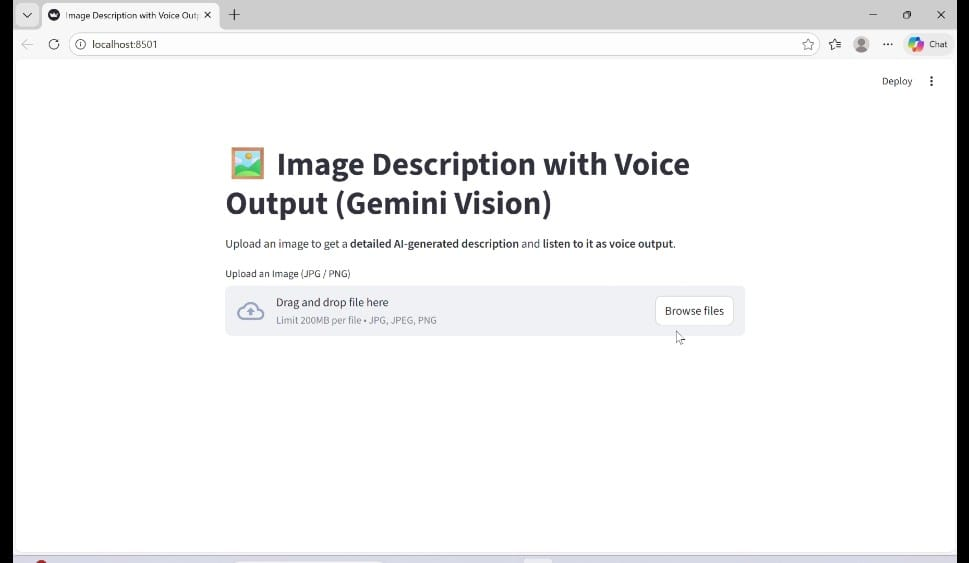 Image Description with Voice Out
localhost:8501
Chat
Deploy
Image Description with Voice
Output (Gemini Vision)
Upload an image to get a detailed AI-generated description and listen to it as voice output.
Upload an Image (JPG / PNG)
Drag and drop file here
Limit 200MB per file • JPG, JPEG, PNG
Browse files